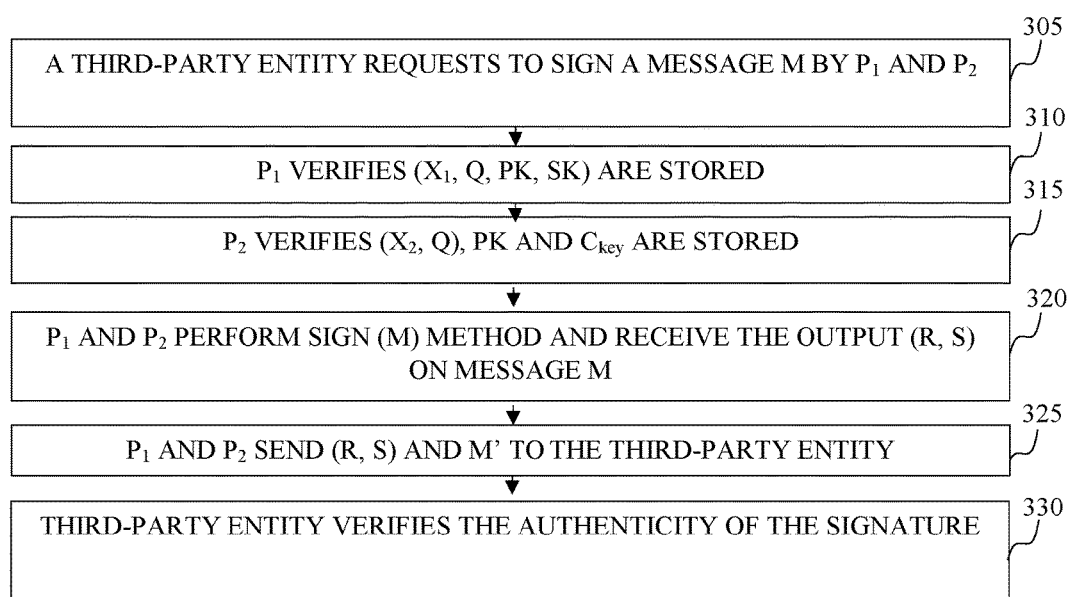 305
A THIRD-PARTY ENTITY REQUESTS TO SIGN A MESSAGE M BY P₁ AND P₂
310
P₁ VERIFIES (X₁, Q, PK, SK) ARE STORED
315
P₂ VERIFIES (X₂, Q), PK AND Cₖₑᵧ ARE STORED
320
P₁ AND P₂ PERFORM SIGN (M) METHOD AND RECEIVE THE OUTPUT (R, S)
ON MESSAGE M
325
P₁ AND P₂ SEND (R, S) AND M’ TO THE THIRD-PARTY ENTITY
330
THIRD-PARTY ENTITY VERIFIES THE AUTHENTICITY OF THE SIGNATURE